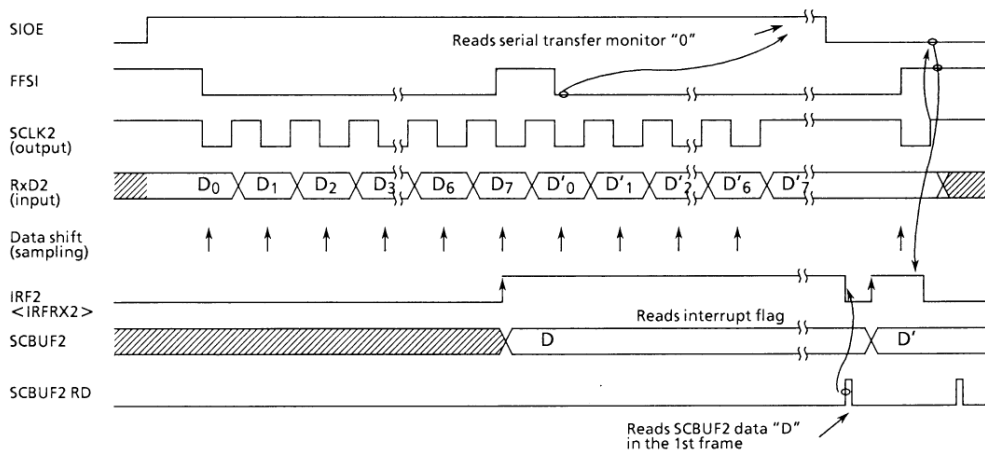 SIOE
Reads serial transfer monitor "0"
FFSI
SCLK2
(output)
RxD2
(input)
D0 D1 D2 D3 D6 D7 D'0 D'1 D'2 D'6 D'7
Data shift
(sampling)
IRF2
<IRFRX2>
Reads interrupt flag
SCBUF2
D D'
SCBUF2 RD
Reads SCBUF2 data "D"
in the 1st frame